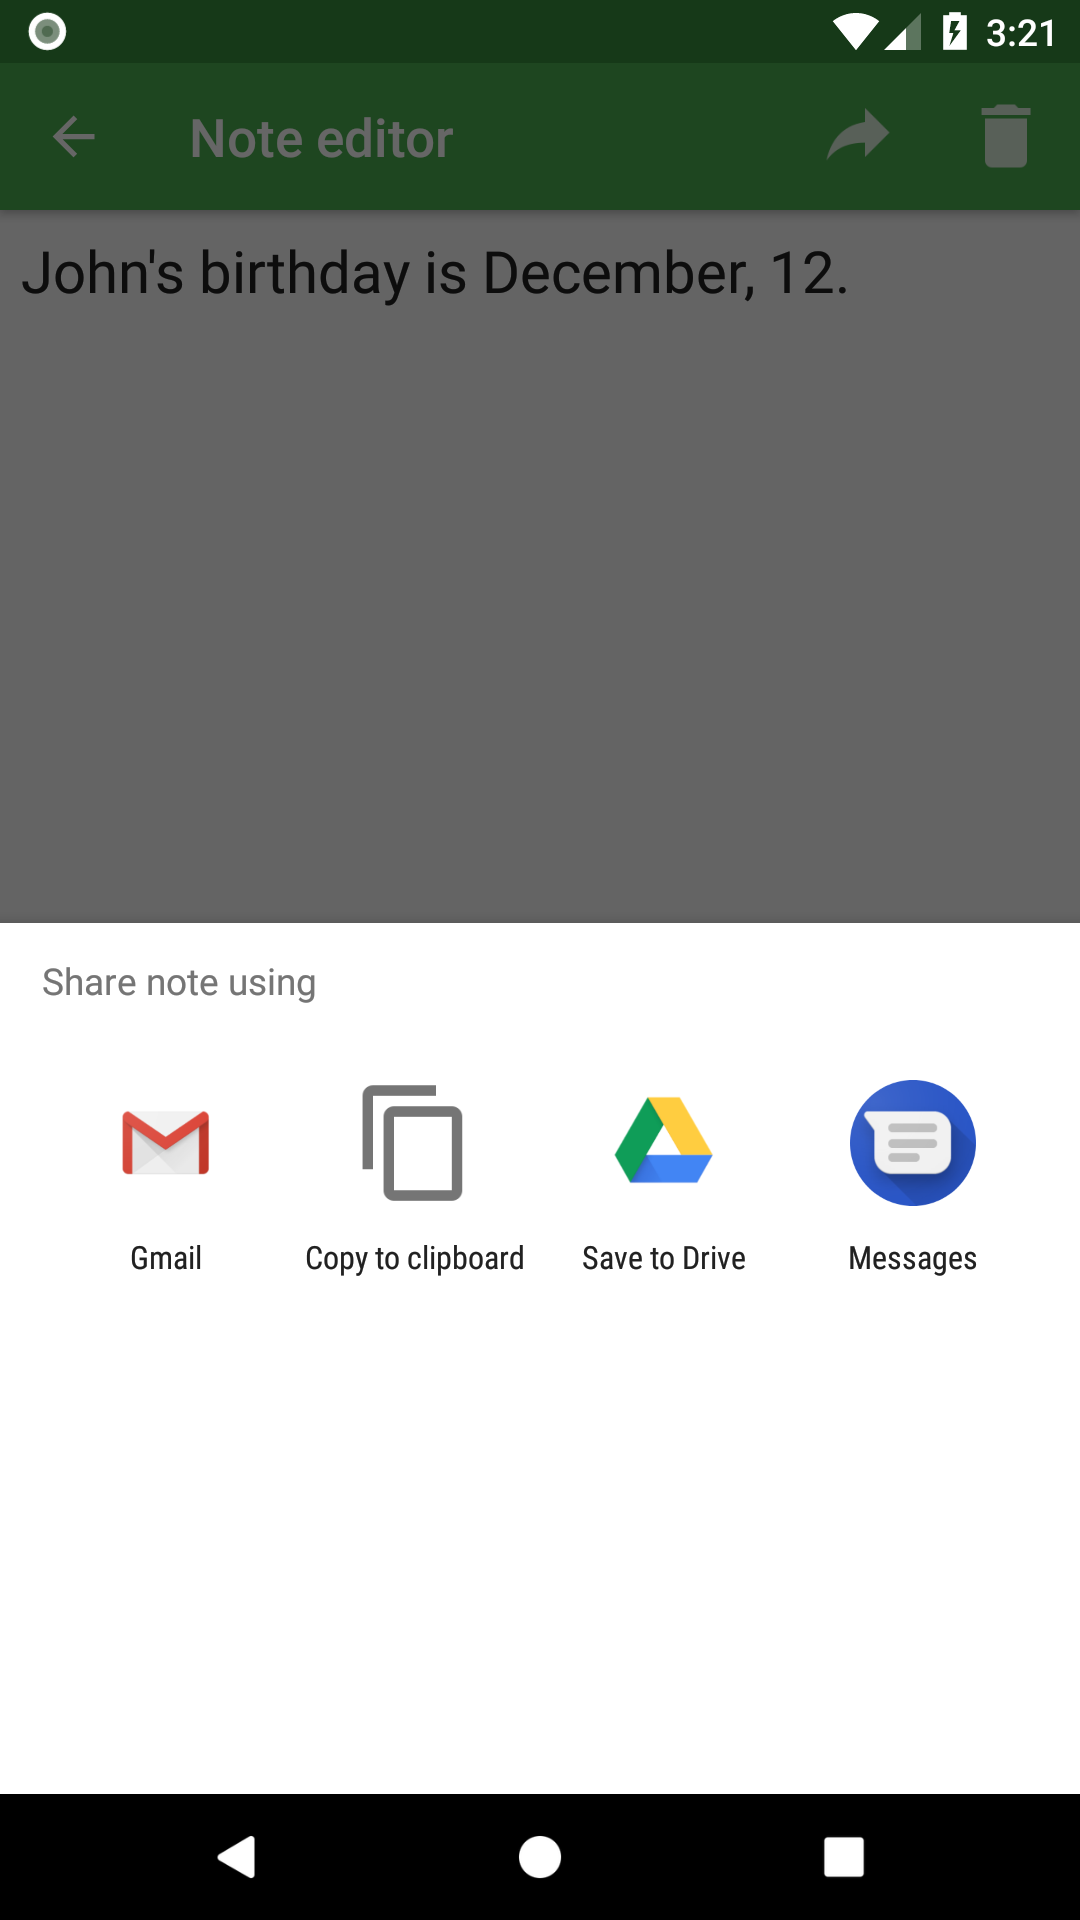 3:21
Note editor
John's birthday is December, 12.
Share note using
Gmail
Copy to clipboard
Save to Drive
Messages